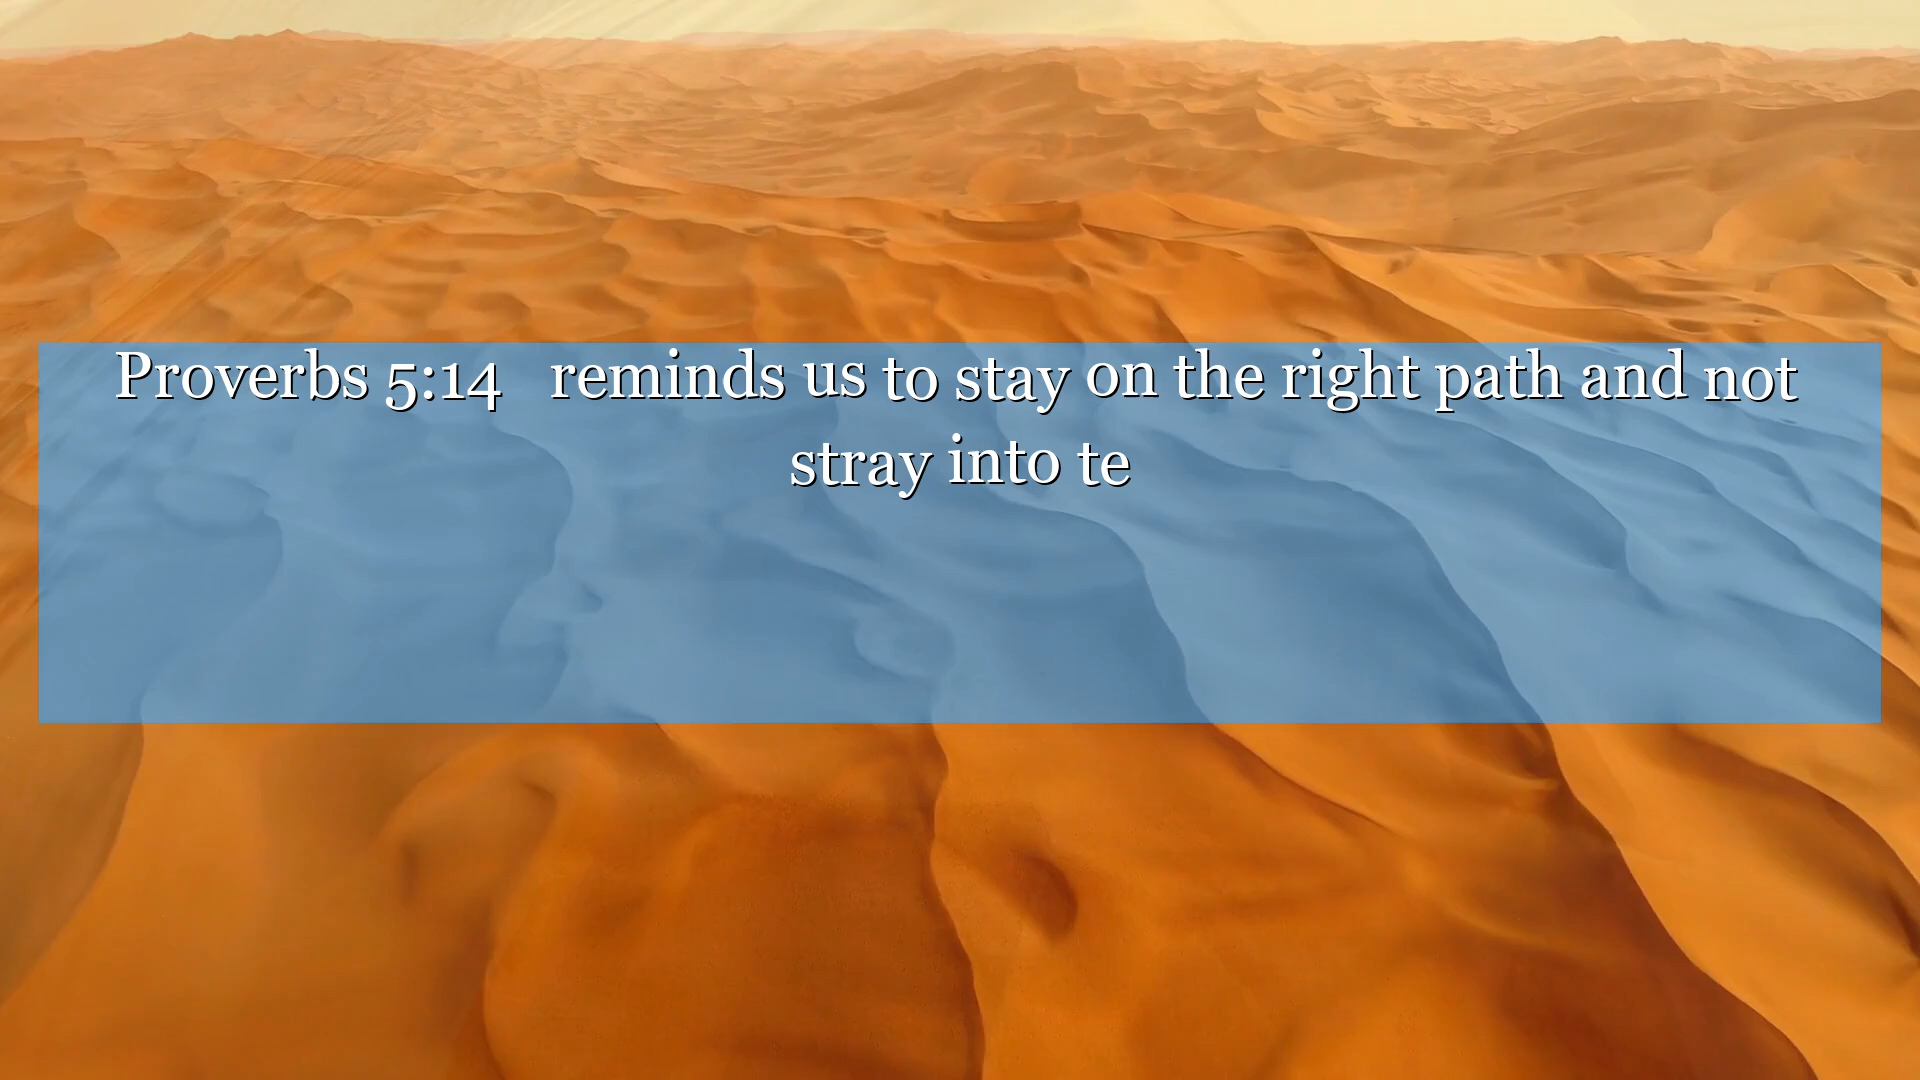 Proverbs 5:14 reminds us to stay on the right path and not
stray into te